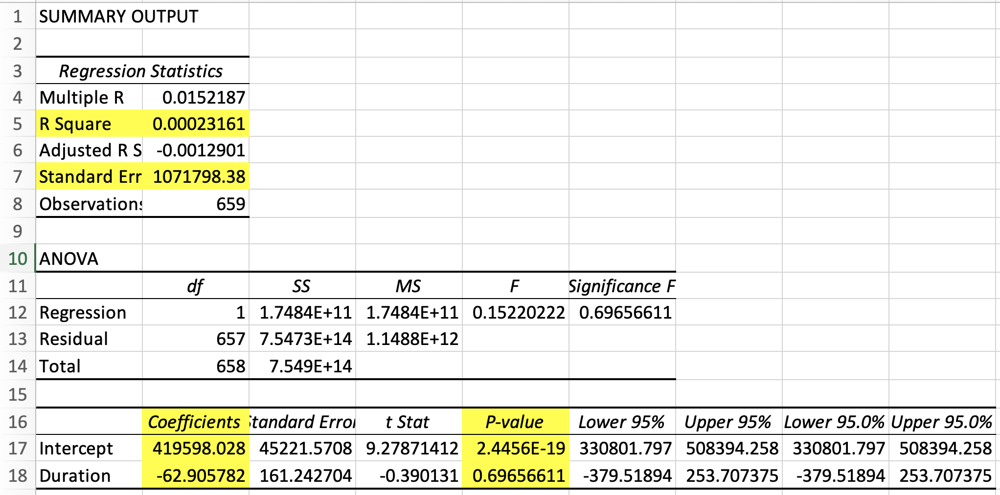 1 SUMMARY OUTPUT
2
3 Regression Statistics
4 Multiple R 0.0152187
5 R Square 0.00023161
6 Adjusted R S -0.0012901
7 Standard Err 1071798.38
8 Observations 659
9
10 ANOVA
11 df SS MS F Significance F
12 Regression 1 1.7484E+11 1.7484E+11 0.15220222 0.69656611
13 Residual 657 7.5473E+14 1.1488E+12
14 Total 658 7.549E+14
15
16 Coefficients Standard Error t Stat P-value Lower 95% Upper 95% Lower 95.0% Upper 95.0%
17 Intercept 419598.028 45221.5708 9.27871412 2.4456E-19 330801.797 508394.258 330801.797 508394.258
18 Duration -62.905782 161.242704 -0.390131 0.69656611 -379.51894 253.707375 -379.51894 253.707375